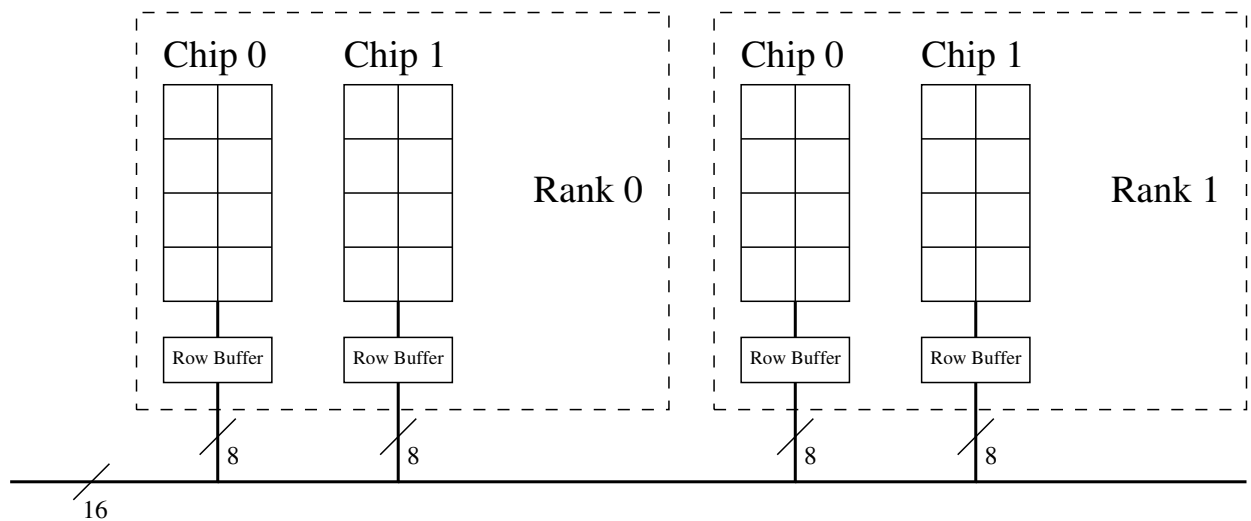 Chip 0 Chip 1 Chip 0 Chip 1
Rank 0 Rank 1
Row Buffer Row Buffer Row Buffer Row Buffer
8 8 8 8
16